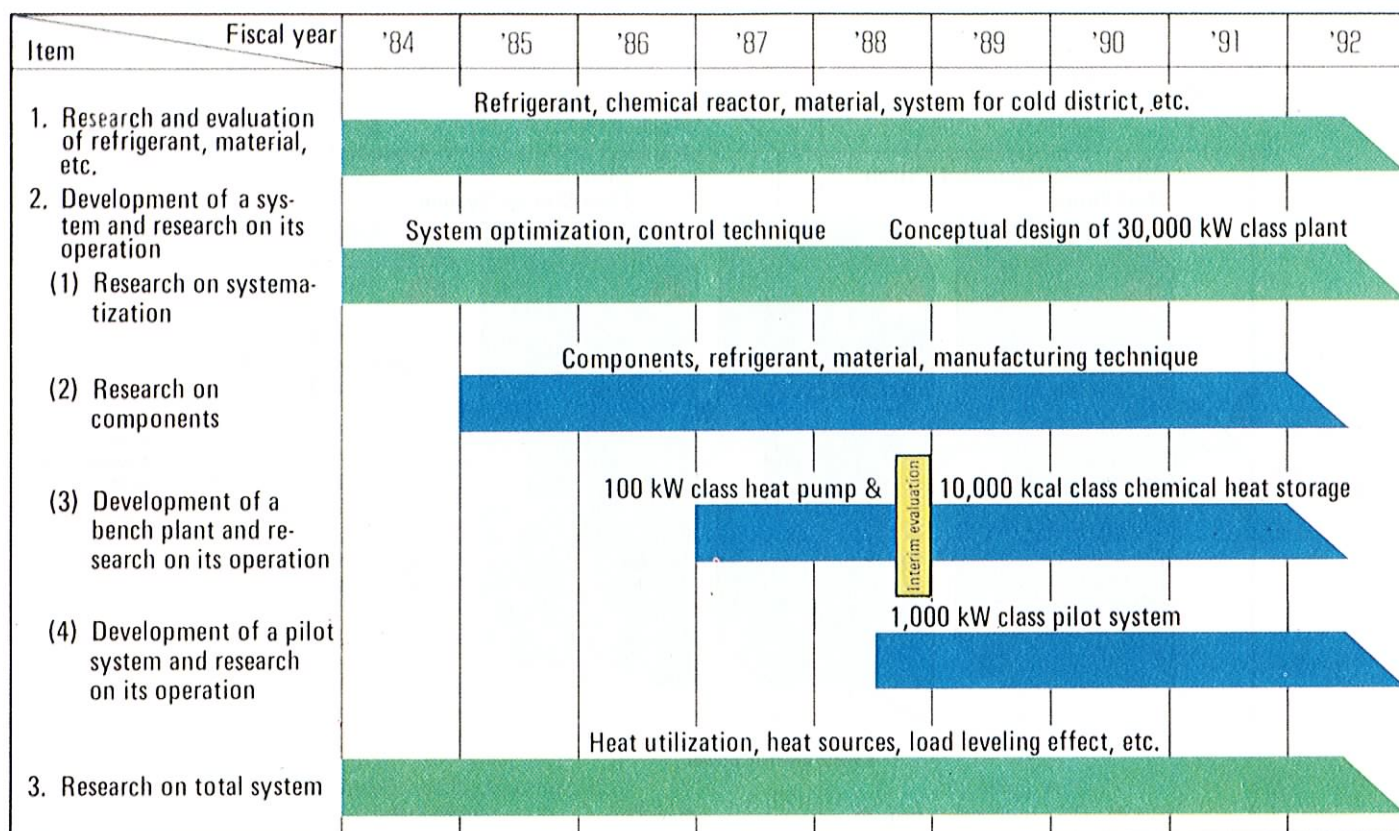 Fiscal year
Item
'84 '85 '86 '87 '88 '89 '90 '91 '92
1. Research and evaluation
of refrigerant, material,
etc.
Refrigerant, chemical reactor, material, system for cold district, etc.
2. Development of a sys-
tem and research on its
operation
(1) Research on systema-
tization
System optimization, control technique
Conceptual design of 30,000 kW class plant
(2) Research on
components
Components, refrigerant, material, manufacturing technique
(3) Development of a
bench plant and re-
search on its operation
100 kW class heat pump &
Interim evaluation
10,000 kcal class chemical heat storage
(4) Development of a pilot
system and research
on its operation
1,000 kW class pilot system
3. Research on total system
Heat utilization, heat sources, load leveling effect, etc.